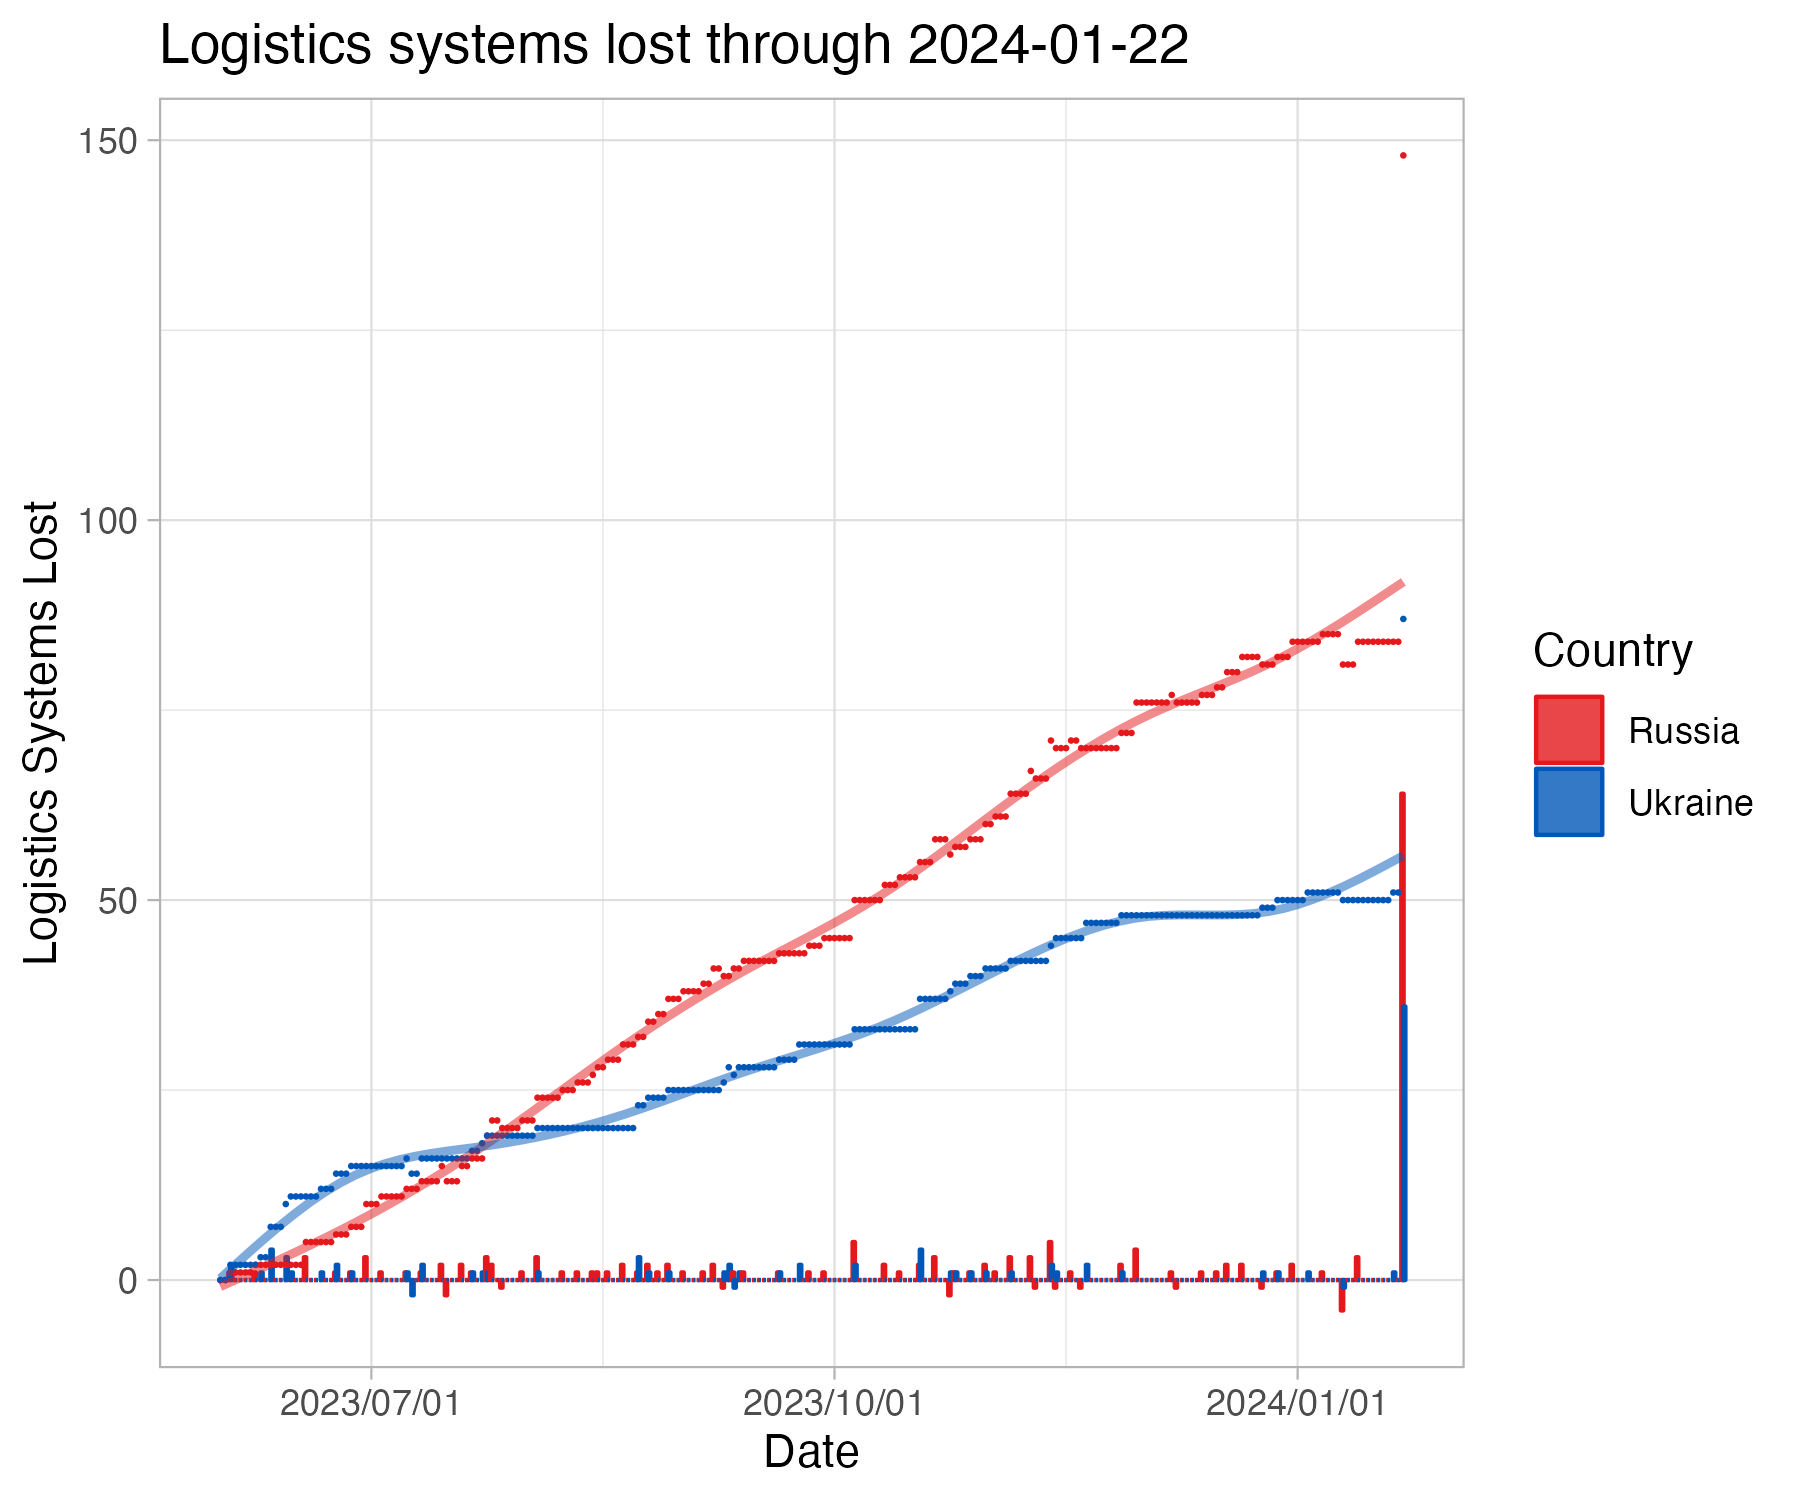 Logistics systems lost through 2024-01-22
Logistics Systems Lost
150
100
50
0
2023/07/01
2023/10/01
2024/01/01
Date
Country
Russia
Ukraine